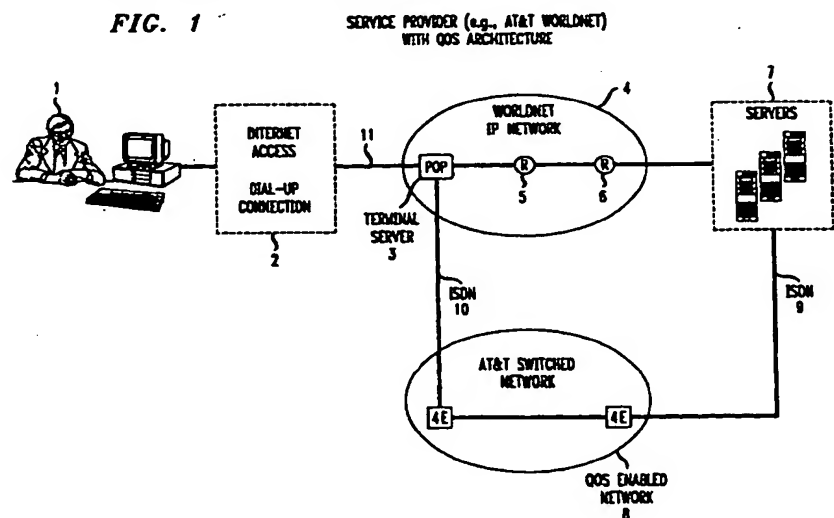 FIG. 1
SERVICE PROVIDER (e.g., AT&T WORLDNET)
WITH QOS ARCHITECTURE
1
INTERNET
ACCESS
DIAL-UP
CONNECTION
2
11
4
WORLDNET
IP NETWORK
POP
R
R
5
6
TERMINAL
SERVER
3
7
SERVERS
ISDN
10
ISDN
9
AT&T SWITCHED
NETWORK
4E
4E
QOS ENABLED
NETWORK
8